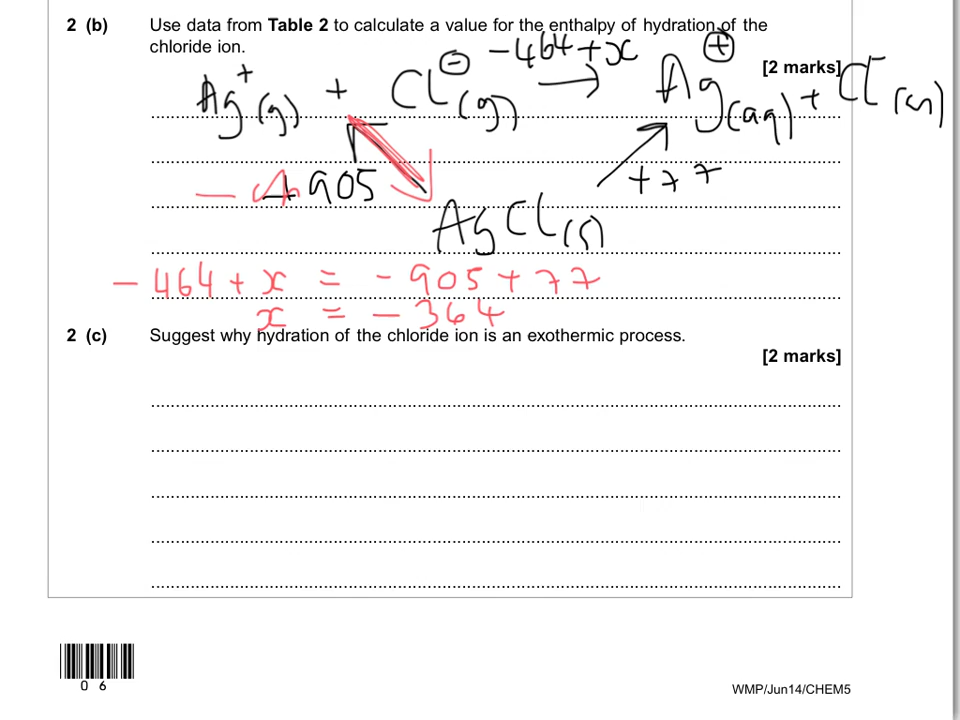 2 (b) Use data from Table 2 to calculate a value for the enthalpy of hydration of the
chloride ion.
[2 marks]
-464+x
Ag+(g) + Cl⊖(g) → Ag⊕(aq) + Cl-(aq)
- +905
+77
AgCl(s)
-464 + x = -905 + 77
x = -364
2 (c) Suggest why hydration of the chloride ion is an exothermic process.
[2 marks]
0 6
WMP/Jun14/CHEM5